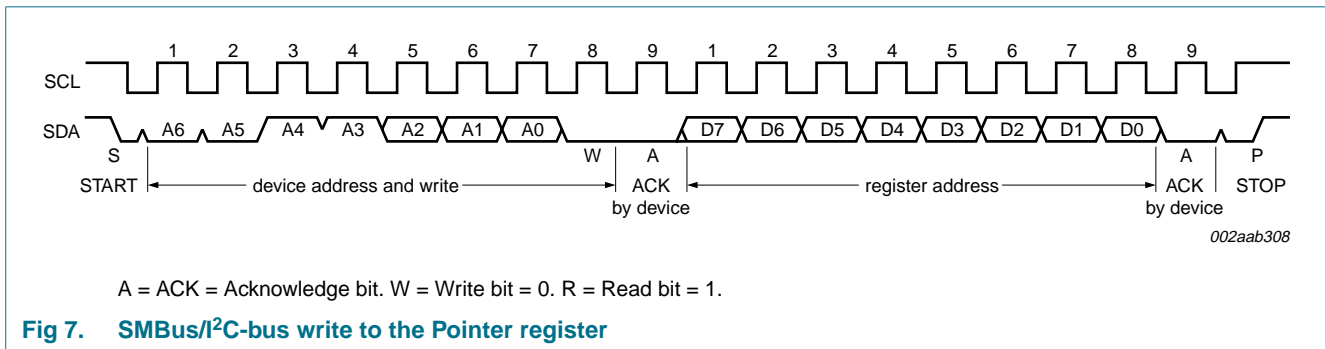 1 2 3 4 5 6 7 8 9 1 2 3 4 5 6 7 8 9
SCL
SDA A6 A5 A4 A3 A2 A1 A0 D7 D6 D5 D4 D3 D2 D1 D0
S W A A P
START device address and write ACK register address ACK STOP
by device by device
002aab308
A = ACK = Acknowledge bit. W = Write bit = 0. R = Read bit = 1.
Fig 7. SMBus/I²C-bus write to the Pointer register